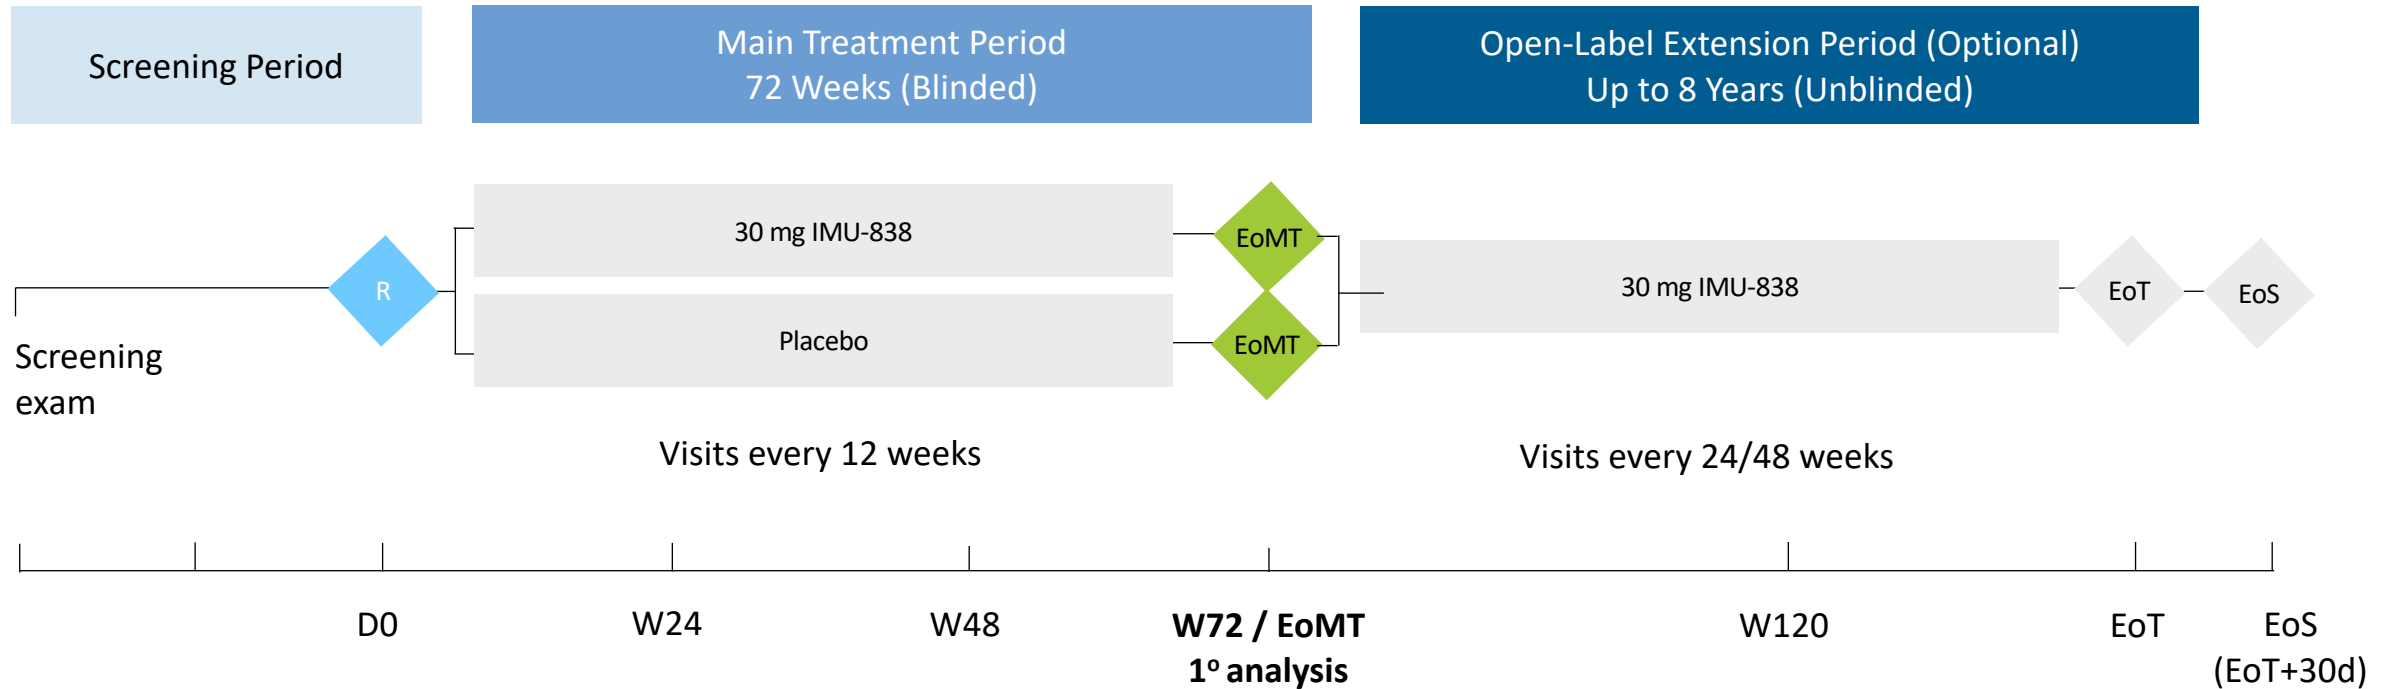 Screening Period
Main Treatment Period
72 Weeks (Blinded)
Open-Label Extension Period (Optional)
Up to 8 Years (Unblinded)
R
30 mg IMU-838
Placebo
EoMT
EoMT
30 mg IMU-838
EoT
EoS
Screening
exam
Visits every 12 weeks
Visits every 24/48 weeks
D0
W24
W48
W72 / EoMT
1º analysis
W120
EoT
EoS
(EoT+30d)